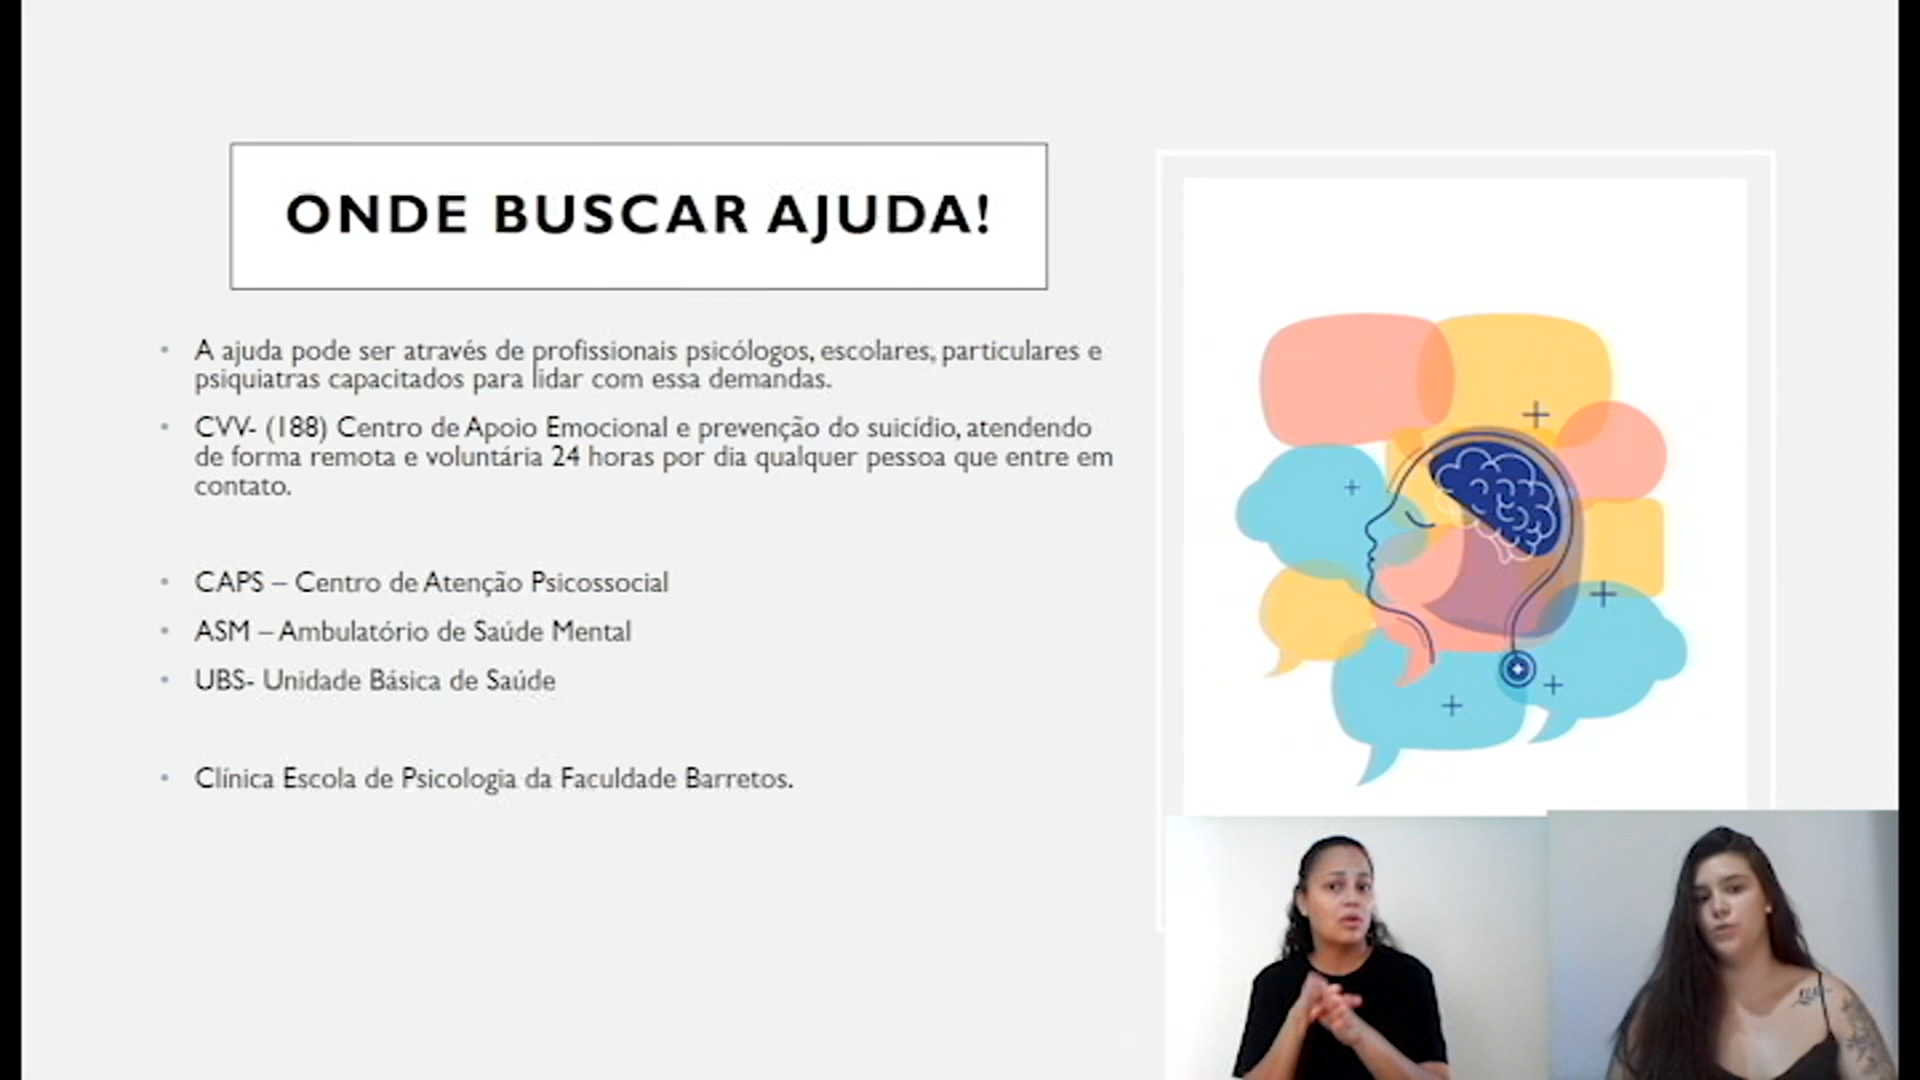 ONDE BUSCAR AJUDA!
• A ajuda pode ser através de profissionais psicólogos, escolares, particulares e
psiquiatras capacitados para lidar com essa demandas.
• CVV- (188) Centro de Apoio Emocional e prevenção do suicídio, atendendo
de forma remota e voluntária 24 horas por dia qualquer pessoa que entre em
contato.
• CAPS – Centro de Atenção Psicossocial
• ASM – Ambulatório de Saúde Mental
• UBS- Unidade Básica de Saúde
• Clínica Escola de Psicologia da Faculdade Barretos.